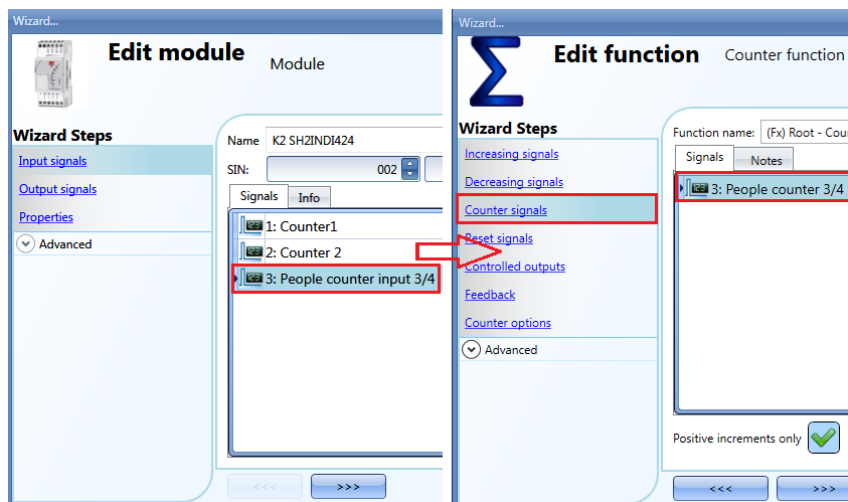 Wizard...
Edit module
Module
Wizard Steps
Input signals
Output signals
Properties
Advanced
Name K2 SH2INDI424
SIN: 002
Signals Info
1: Counter1
2: Counter 2
3: People counter input 3/4
<<< >>>
Wizard...
Edit function
Counter function
Wizard Steps
Increasing signals
Decreasing signals
Counter signals
Reset signals
Controlled outputs
Feedback
Counter options
Advanced
Function name: (Fx) Root - Cou
Signals Notes
3: People counter 3/4
Positive increments only
<<< >>>